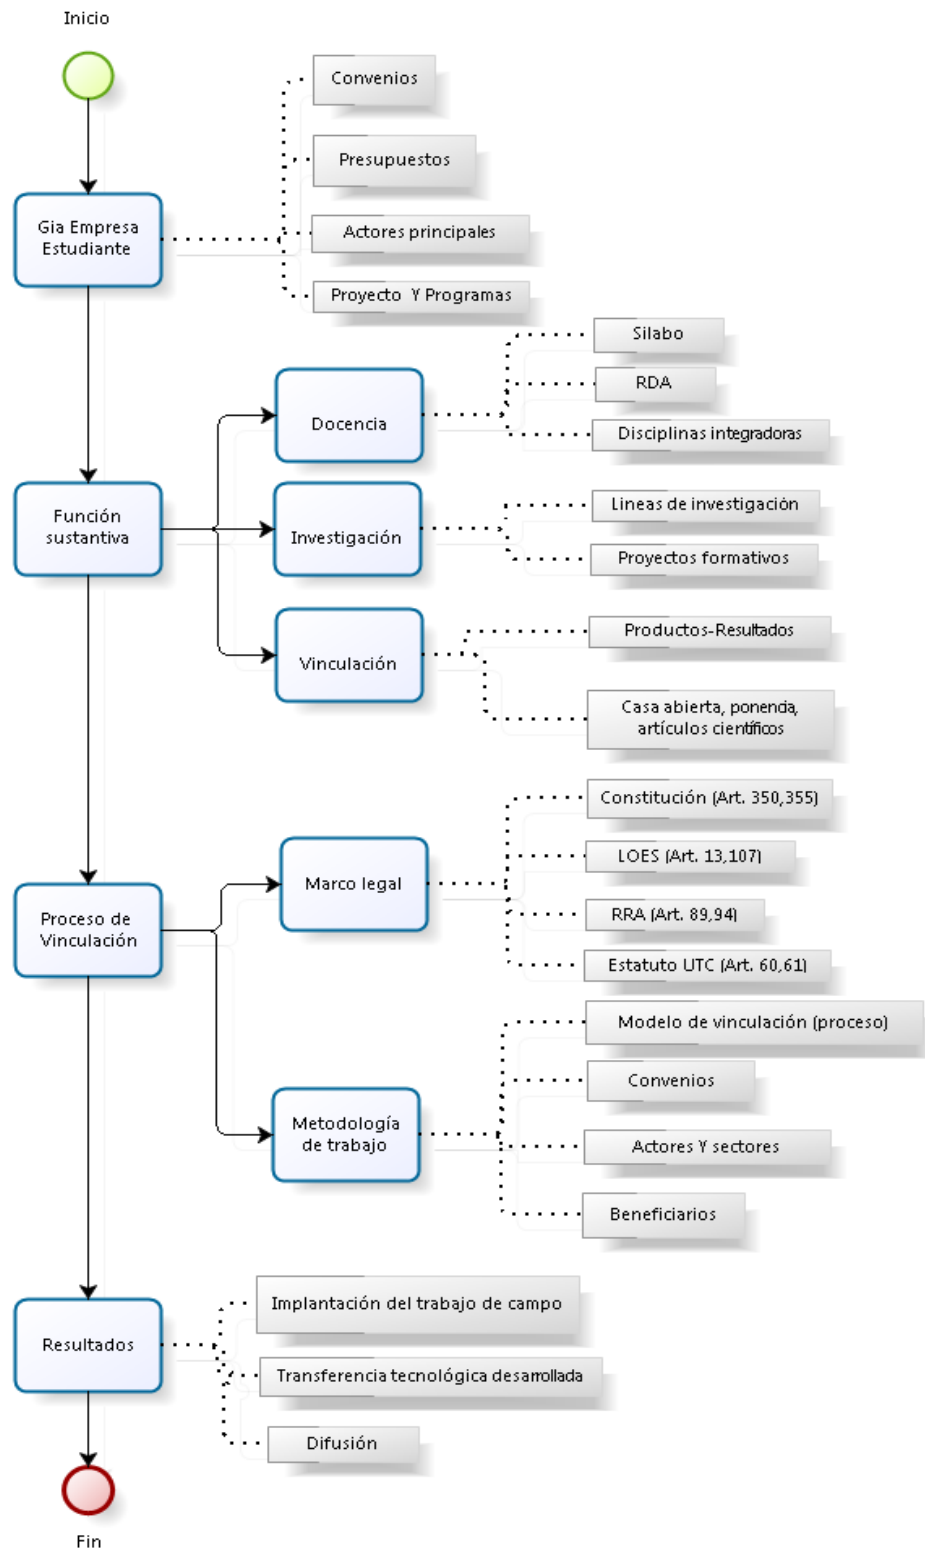 Inicio
Convenios
Presupuestos
Gia Empresa
Estudiante
Actores principales
Proyecto Y Programas
Silabo
RDA
Docencia
Disciplinas integradoras
Función
sustantiva
Lineas de investigación
Investigación
Proyectos formativos
Productos-Resultados
Vinculación
Casa abierta, ponencia,
artículos científicos
Constitución (Art. 350,355)
LOES (Art. 13,107)
Marco legal
RRA (Art. 89,94)
Proceso de
Vinculación
Estatuto UTC (Art. 60,61)
Modelo de vinculación (proceso)
Convenios
Metodología
de trabajo
Actores Y sectores
Beneficiarios
Implantación del trabajo de campo
Resultados
Transferencia tecnológica desarrollada
Difusión
Fin